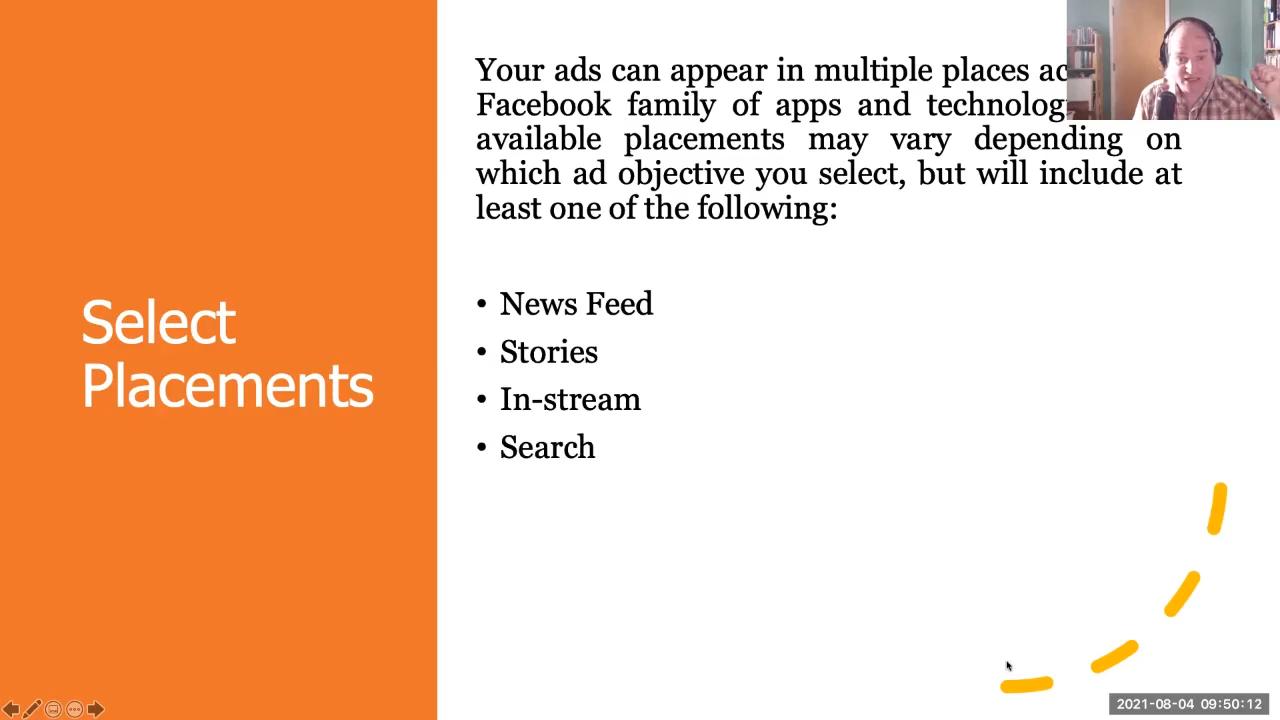 Select
Placements
Your ads can appear in multiple places
Facebook family of apps and
available placements may vary depending on
which ad objective you select, but will include at
least one of the following:
• News Feed
• Stories
• In-stream
• Search
2021-08-04 09:50:12